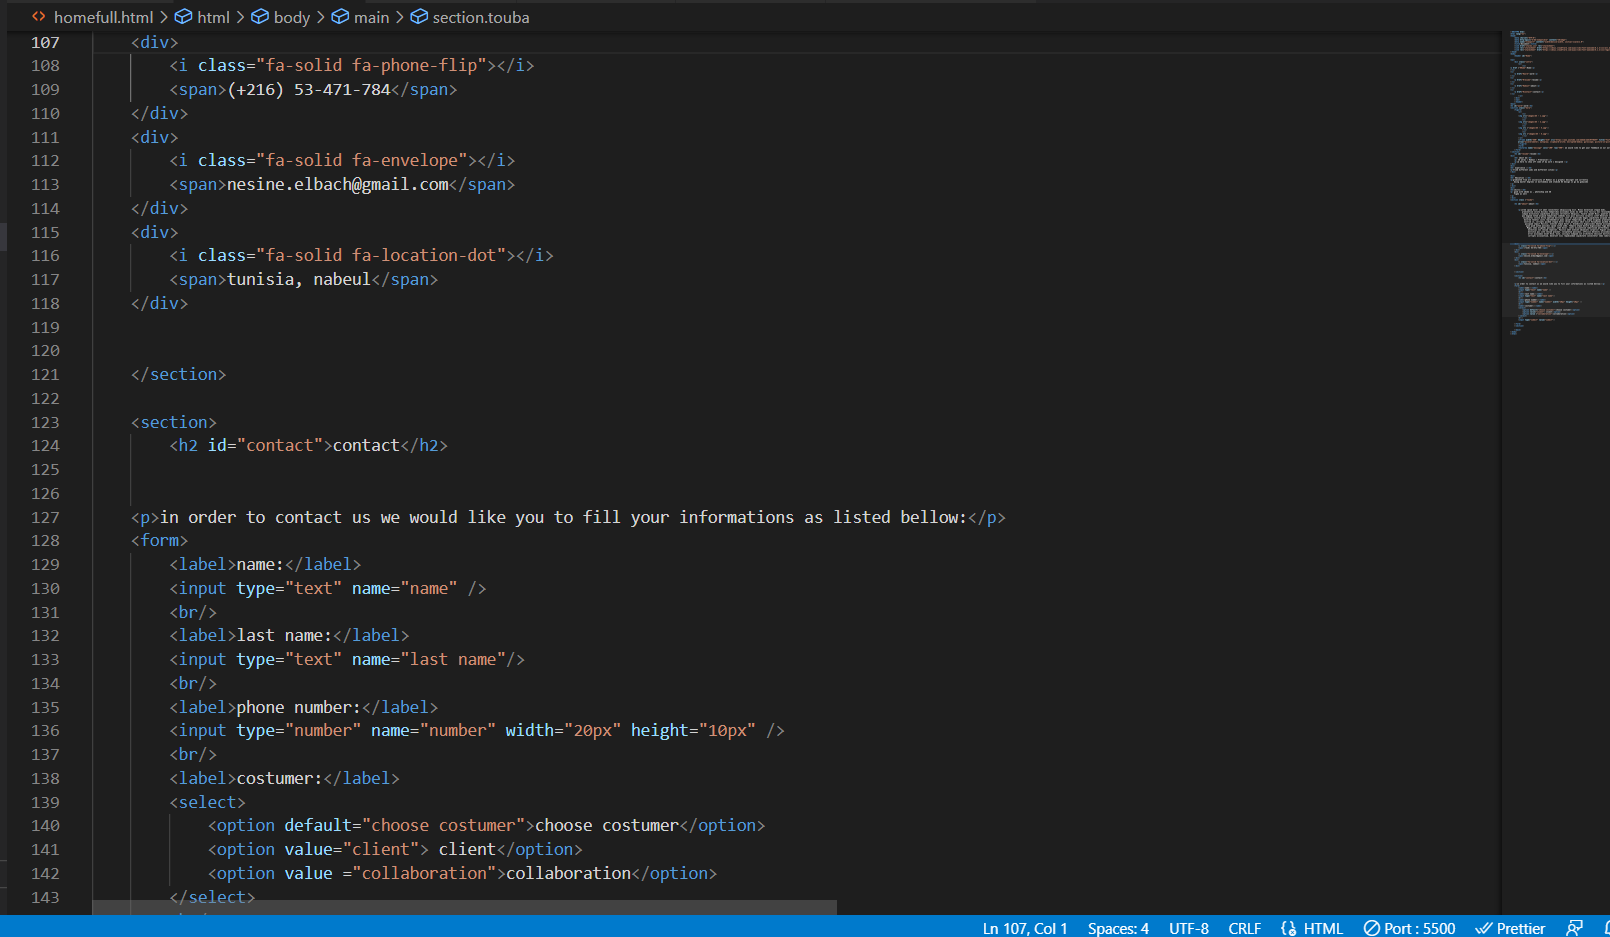 homefull.html > html > body > main > section.touba
107 <div>
108 <i class="fa-solid fa-phone-flip"></i>
109 <span>(+216) 53-471-784</span>
110 </div>
111 <div>
112 <i class="fa-solid fa-envelope"></i>
113 <span>nesine.elbach@gmail.com</span>
114 </div>
115 <div>
116 <i class="fa-solid fa-location-dot"></i>
117 <span>tunisia, nabeul</span>
118 </div>
119
120
121 </section>
122
123 <section>
124 <h2 id="contact">contact</h2>
125
126
127 <p>in order to contact us we would like you to fill your informations as listed bellow:</p>
128 <form>
129 <label>name:</label>
130 <input type="text" name="name" />
131 <br/>
132 <label>last name:</label>
133 <input type="text" name="last name"/>
134 <br/>
135 <label>phone number:</label>
136 <input type="number" name="number" width="20px" height="10px" />
137 <br/>
138 <label>costumer:</label>
139 <select>
140 <option default="choose costumer">choose costumer</option>
141 <option value="client"> client</option>
142 <option value ="collaboration">collaboration</option>
143 </select>
Ln 107, Col 1 Spaces: 4 UTF-8 CRLF HTML Port : 5500 Prettier